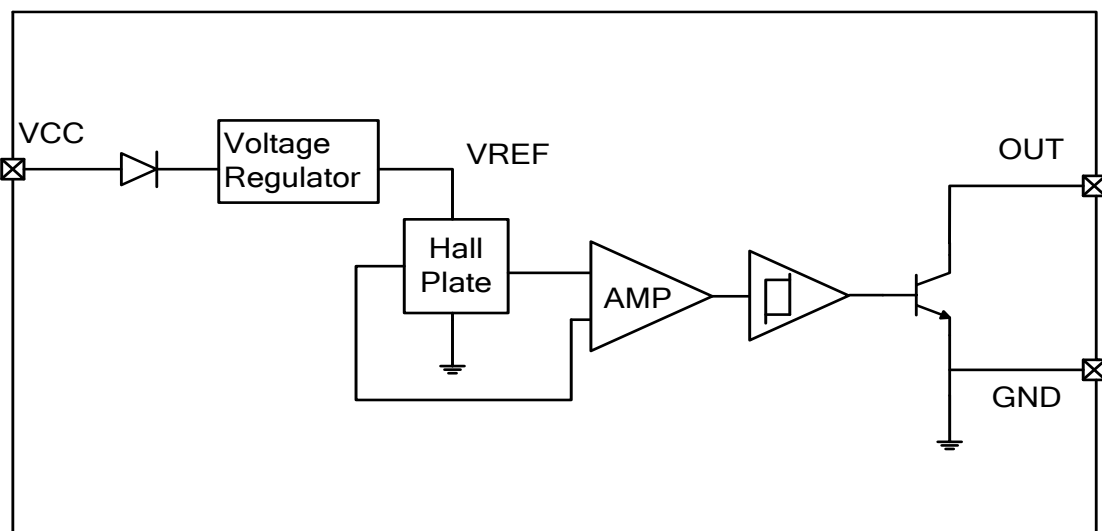 VCC
Voltage
Regulator
VREF
OUT
Hall
Plate
AMP
GND